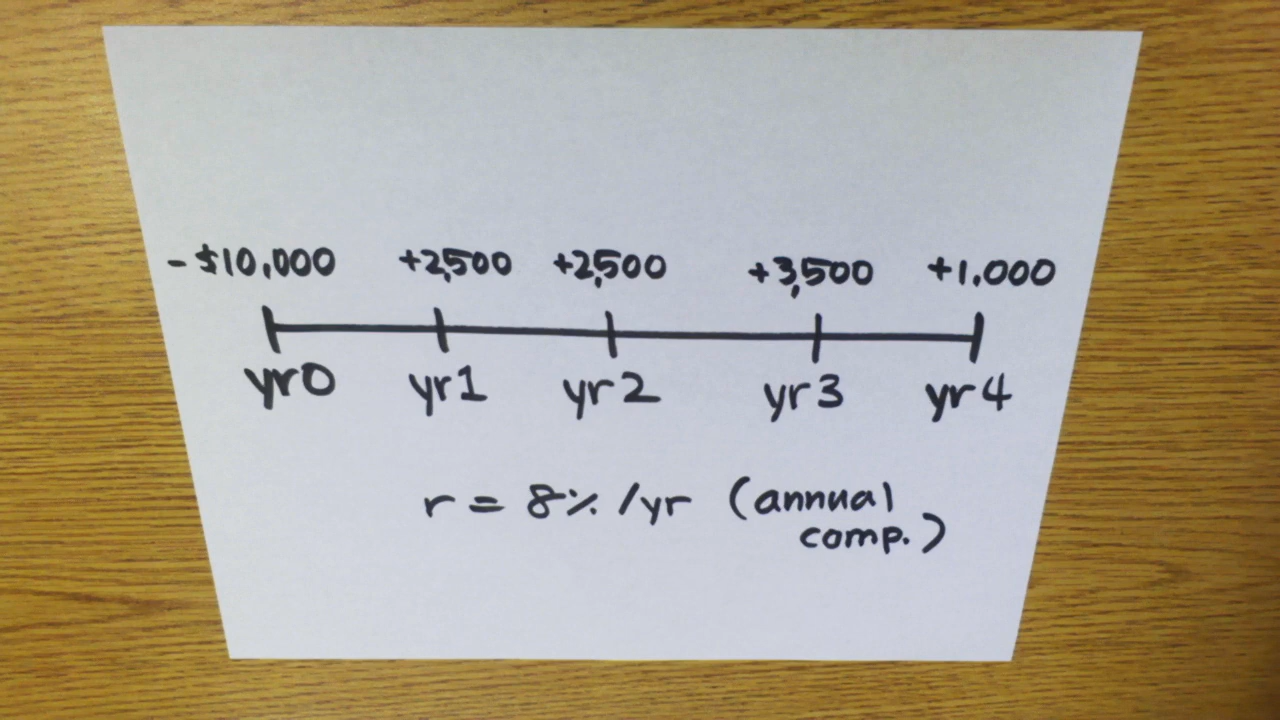 -$10,000 +2,500 +2,500 +3,500 +1,000
yr0 yr1 yr2 yr3 yr4
r = 8% /yr (annual
comp.)